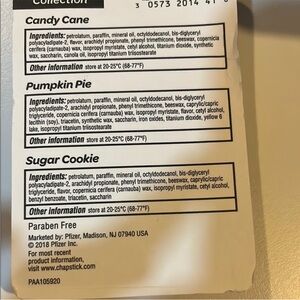 Collection
3 0573 2014 41
Candy Cane
Ingredients: petrolatum, paraffin, mineral oil, octyldodecanol, bis-diglyceryl
polyacyladipate-2, flavor, arachidyl propionate, phenyl trimethicone, beeswax, copernicia
cerifera (carnauba) wax, isopropyl myristate, cetyl alcohol, titanium dioxide, synthetic
wax, saccharin, carmine, isopropyl titanium triisostearate
Other information store at 20-25°C (68-77°F)
Pumpkin Pie
Ingredients: petrolatum, paraffin, mineral oil, octyldodecanol, bis-diglyceryl
polyacyladipate-2, arachidyl propionate, phenyl trimethicone, beeswax, caprylic/capric
triglyceride, copernicia cerifera (carnauba) wax, isopropyl myristate, cetyl alcohol, flavor,
lecithin (soy), triacetin, synthetic wax, saccharin, iron oxides, titanium dioxide, yellow 6
lake, isopropyl titanium triisostearate
Other information store at 20-25°C (68-77°F)
Sugar Cookie
Ingredients: petrolatum, paraffin, mineral oil, octyldodecanol, bis-diglyceryl
polyacyladipate-2, arachidyl propionate, phenyl trimethicone, beeswax, caprylic/capric
triglyceride, flavor, copernicia cerifera (carnauba) wax, isopropyl myristate, cetyl alcohol,
benzyl benzoate, triacetin, saccharin
Other information store at 20-25°C (68-77°F)
Paraben Free
Marketed by: Pfizer, Madison, NJ 07940 USA
© 2018 Pfizer Inc.
For most recent
product information,
visit www.chapstick.com
PAA105920